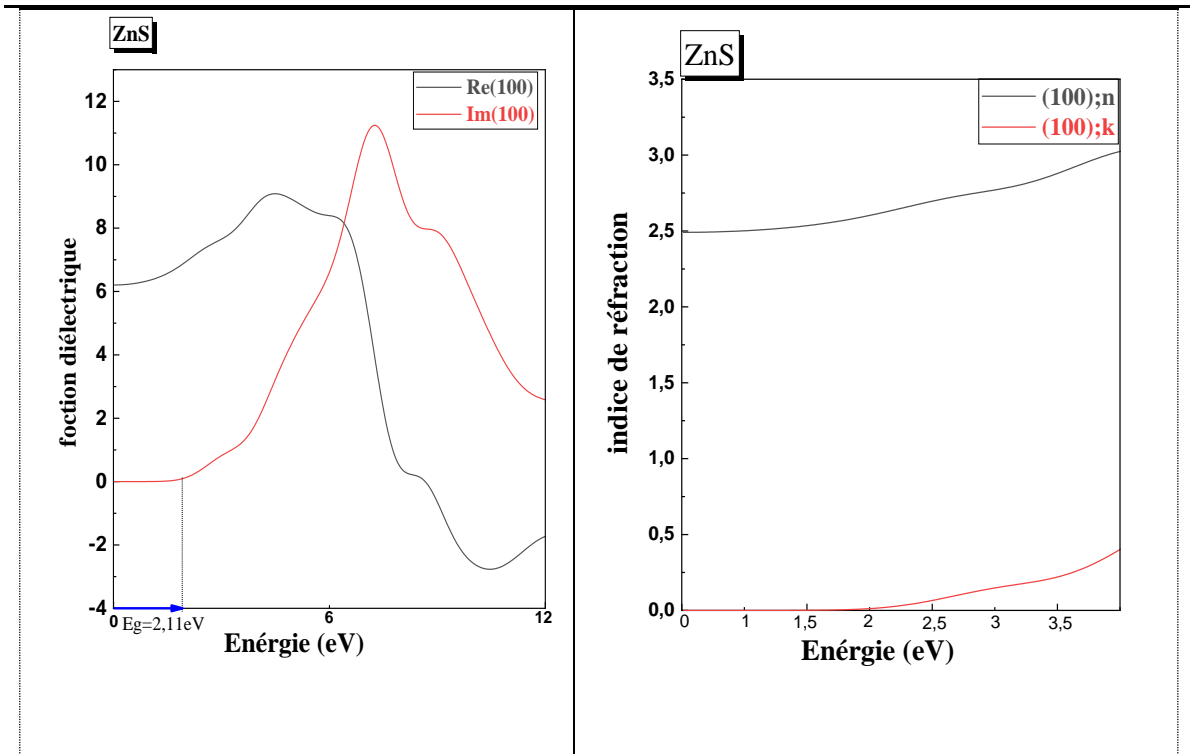 ZnS
Re(100)
Im(100)
12
10
8
6
4
2
0
-2
-4
foction diélectrique
0
6
12
Eg=2,11eV
Enérgie (eV)
ZnS
(100);n
(100);k
3,5
3,0
2,5
2,0
1,5
1,0
0,5
0,0
indice de réfraction
0
1
1,5
2
2,5
3
3,5
Enérgie (eV)